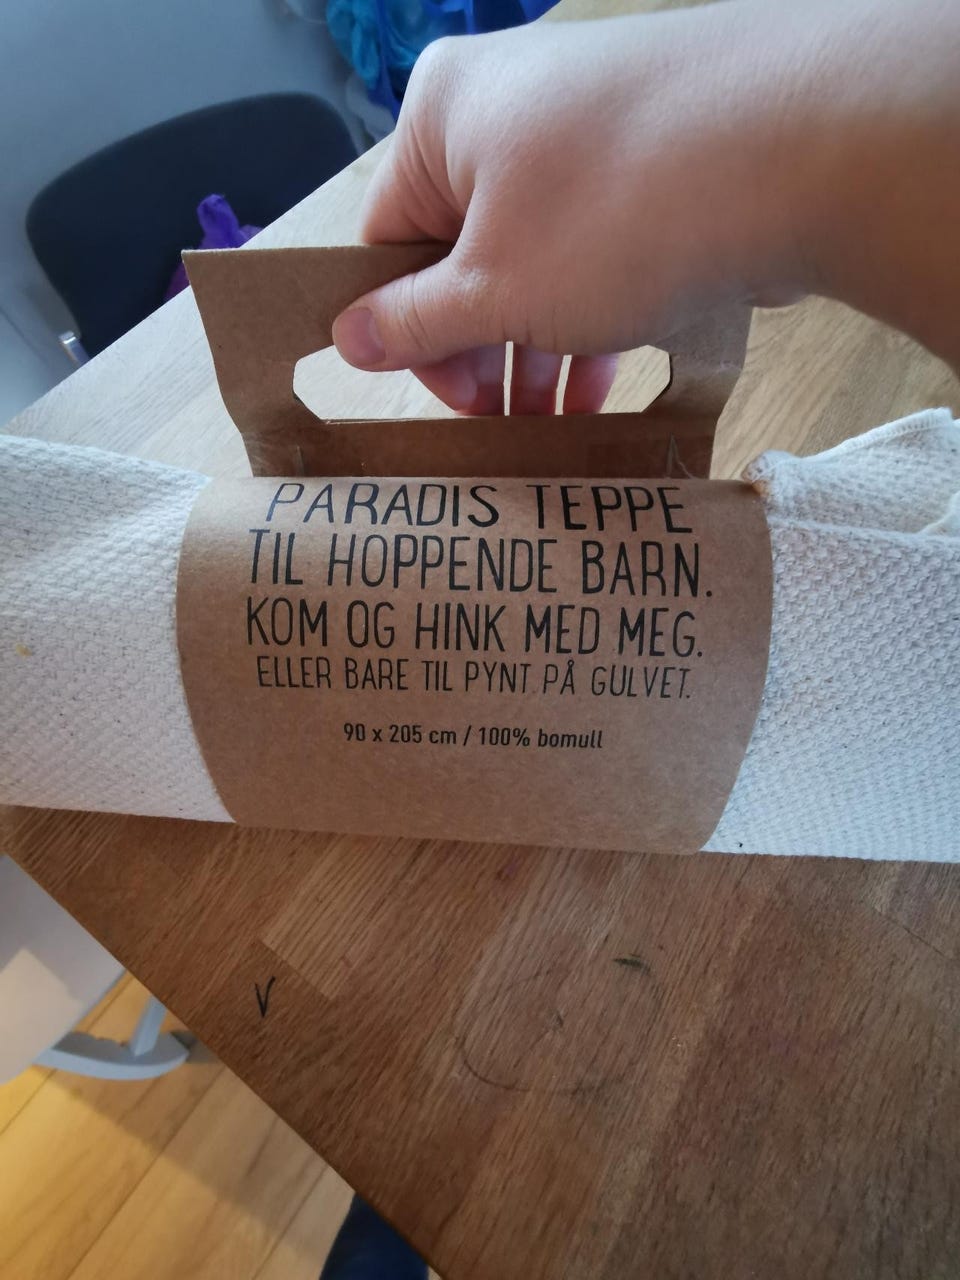 PARADIS TEPPE
TIL HOPPENDE BARN.
KOM OG HINK MED MEG.
ELLER BARE TIL PYNT PÅ GULVET.
90 x 205 cm / 100% bomull